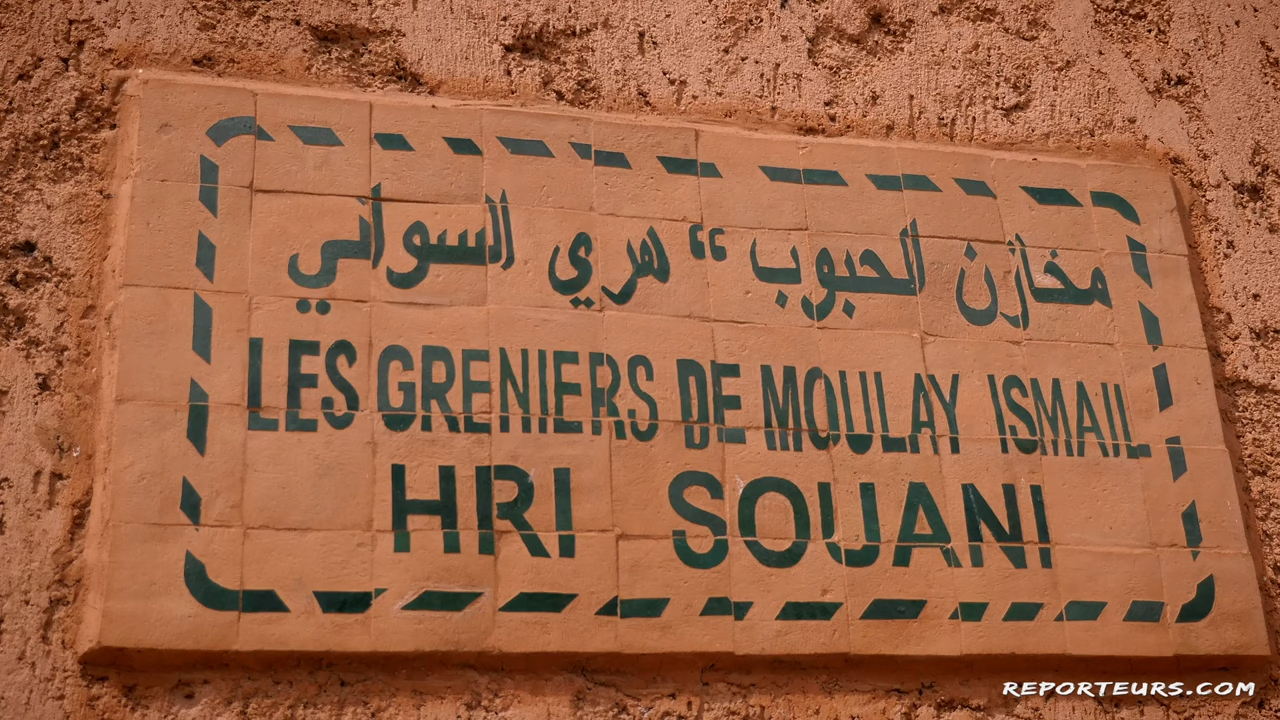 مخازن الحبوب “ هري السواني
LES GRENIERS DE MOULAY ISMAIL
HRI SOUANI
REPORTEURS.COM